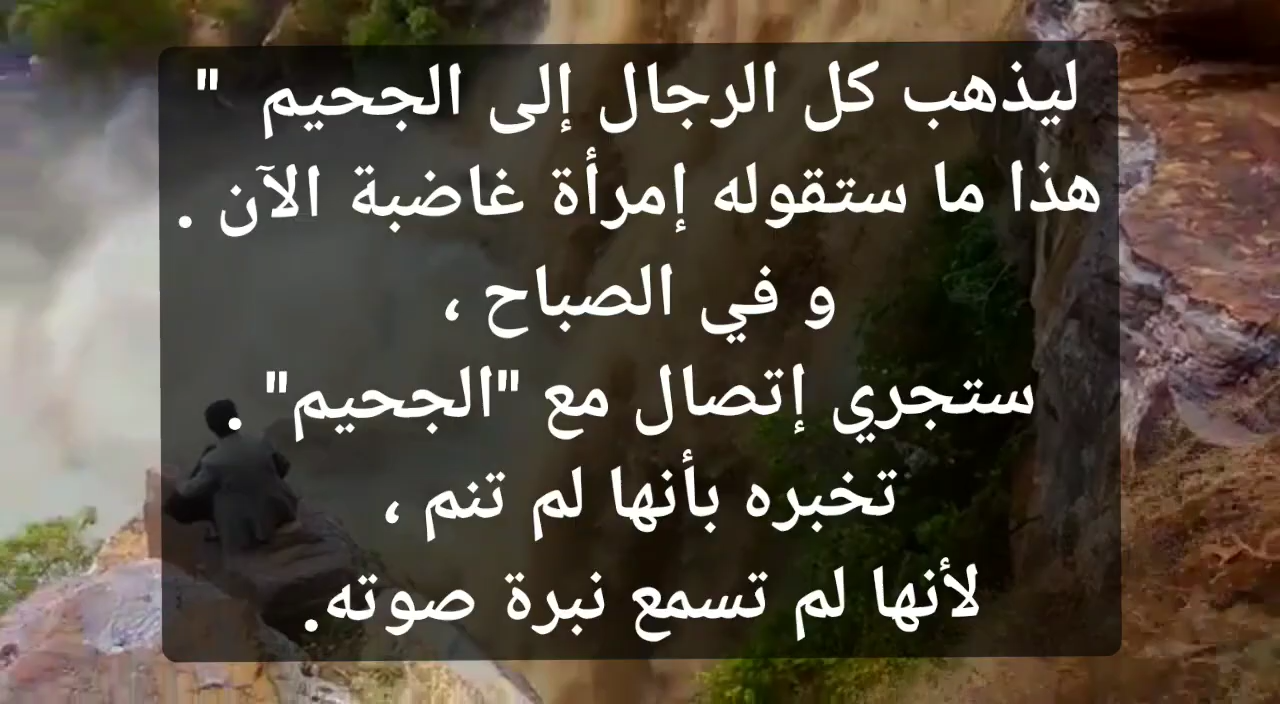 ليذهب كل الرجال إلى الجحيم "
هذا ما ستقوله إمرأة غاضبة الآن .
و في الصباح ،
ستجري إتصال مع "الجحيم" .
تخبره بأنها لم تنم ،
لأنها لم تسمع نبرة صوته.